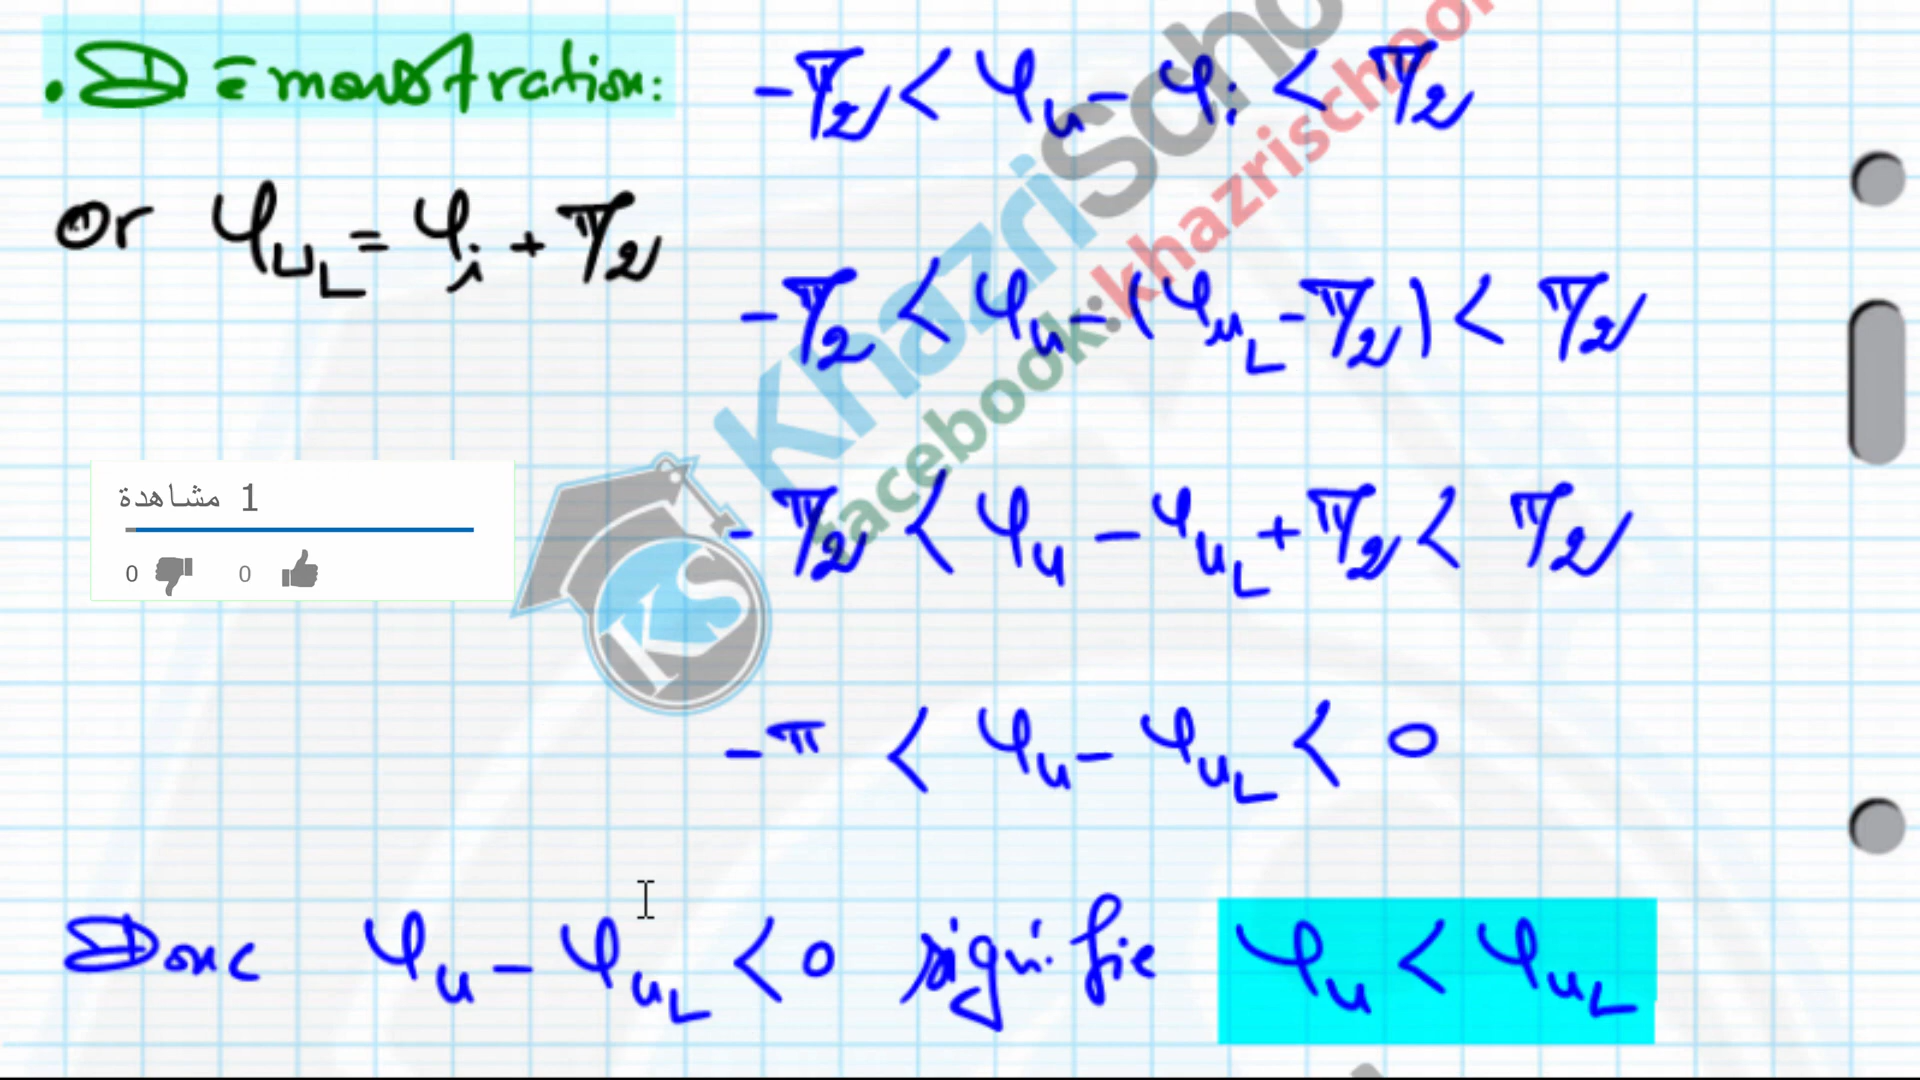 . Démonstration: -π/2 < φu - φi < π/2
or φuL = φi + π/2
-π/2 < φu - (φuL - π/2) < π/2
KhazriSchool
facebook:khazrischool
1 مشاهدة
-π/2 < φu - φuL + π/2 < π/2
0 0
KS
-π < φu - φuL < 0
Donc φu - φuL < 0 signifie φu < φuL